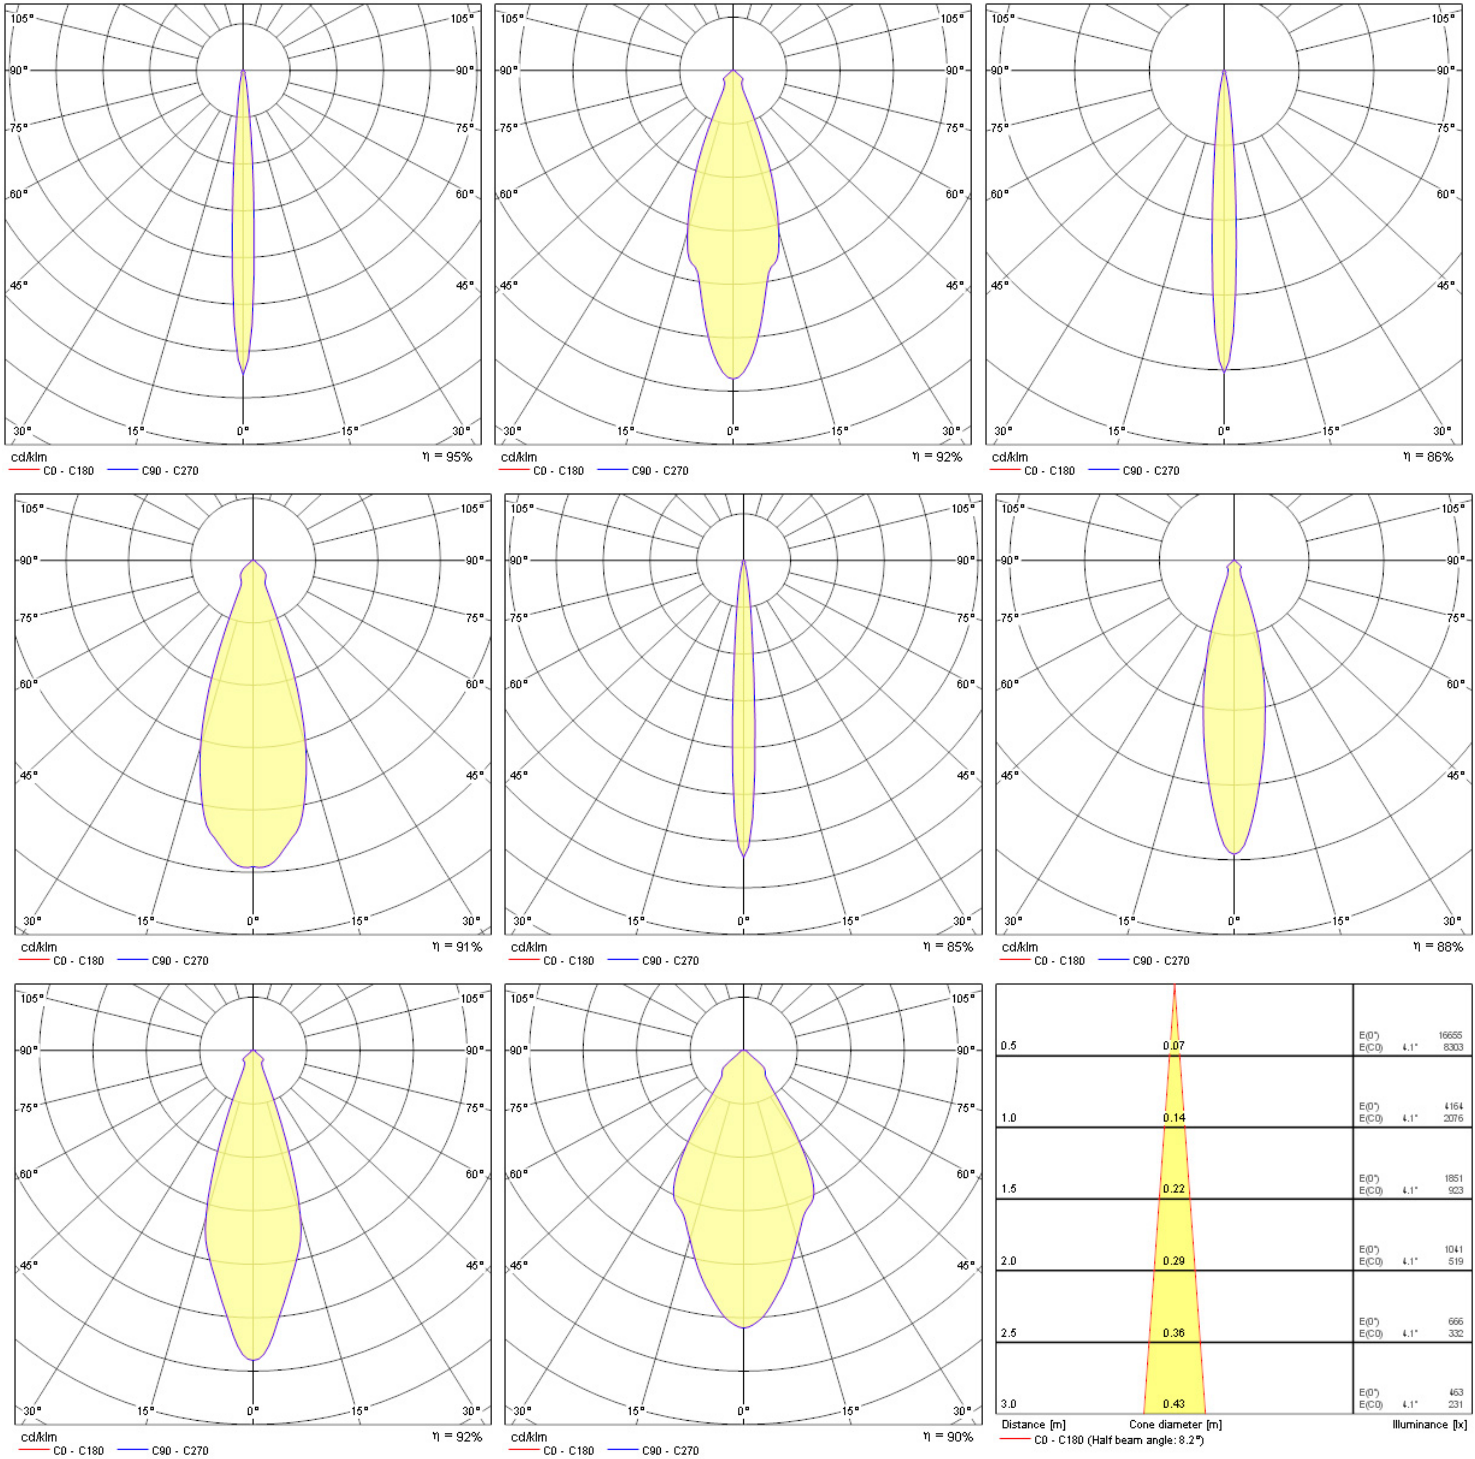 105° 105°
90° 90°
75° 75°
60° 60°
45° 45°
30° 15° 0° 15° 30°
cd/klm η = 95%
C0 - C180 C90 - C270
105° 105°
90° 90°
75° 75°
60° 60°
45° 45°
30° 15° 0° 15° 30°
cd/klm η = 92%
C0 - C180 C90 - C270
105° 105°
90° 90°
75° 75°
60° 60°
45° 45°
30° 15° 0° 15° 30°
cd/klm η = 86%
C0 - C180 C90 - C270
105° 105°
90° 90°
75° 75°
60° 60°
45° 45°
30° 15° 0° 15° 30°
cd/klm η = 91%
C0 - C180 C90 - C270
105° 105°
90° 90°
75° 75°
60° 60°
45° 45°
30° 15° 0° 15° 30°
cd/klm η = 85%
C0 - C180 C90 - C270
105° 105°
90° 90°
75° 75°
60° 60°
45° 45°
30° 15° 0° 15° 30°
cd/klm η = 88%
C0 - C180 C90 - C270
105° 105°
90° 90°
75° 75°
60° 60°
45° 45°
30° 15° 0° 15° 30°
cd/klm η = 92%
C0 - C180 C90 - C270
105° 105°
90° 90°
75° 75°
60° 60°
45° 45°
30° 15° 0° 15° 30°
cd/klm η = 90%
C0 - C180 C90 - C270
E(0°) 16655
0.5 0.07 E(C0) 4.1° 8303
E(0°) 4164
1.0 0.14 E(C0) 4.1° 2076
E(0°) 1851
1.5 0.22 E(C0) 4.1° 923
E(0°) 1041
2.0 0.29 E(C0) 4.1° 519
E(0°) 666
2.5 0.36 E(C0) 4.1° 332
E(0°) 463
3.0 0.43 E(C0) 4.1° 231
Distance [m] Cone diameter [m] Illuminance [lx]
C0 - C180 (Half beam angle: 8.2°)